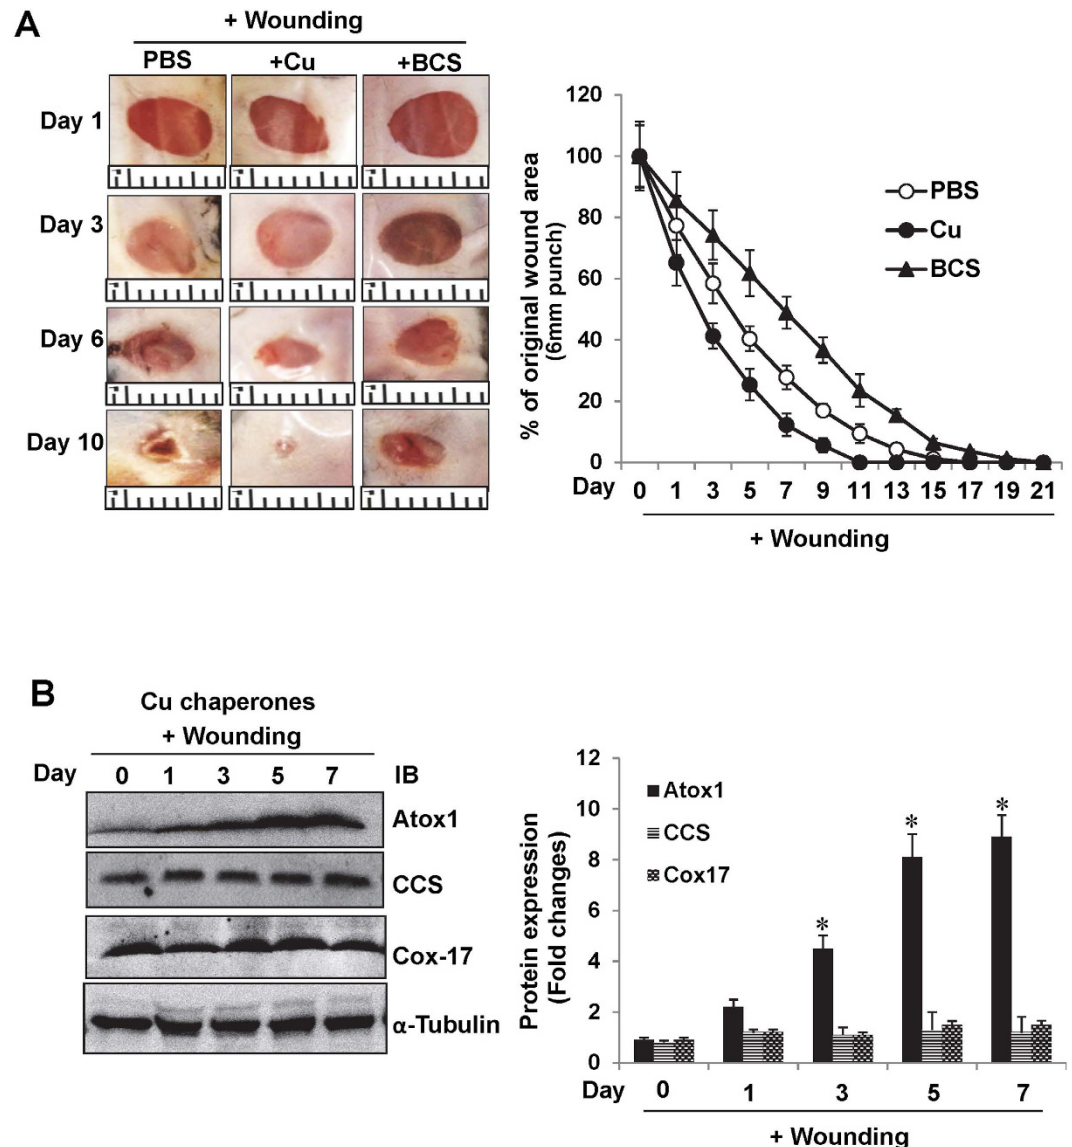 A
+ Wounding
PBS +Cu +BCS
Day 1
Day 3
Day 6
Day 10
% of original wound area
(6mm punch)
120
100
80
60
40
20
0
PBS
Cu
BCS
Day 0 1 3 5 7 9 11 13 15 17 19 21
+ Wounding
B
Cu chaperones
+ Wounding
Day 0 1 3 5 7 IB
Atox1
CCS
Cox-17
α-Tubulin
Protein expression
(Fold changes)
12
10
8
6
4
2
0
Atox1
CCS
Cox17
*
*
*
Day 0 1 3 5 7
+ Wounding